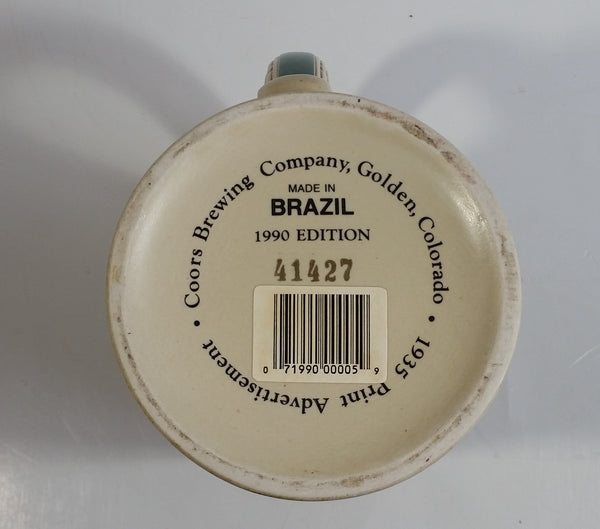 Coors Brewing Company, Golden, Colorado • 1935 Print Advertisement •
MADE IN
BRAZIL
1990 EDITION
41427
0 71990 00005 9